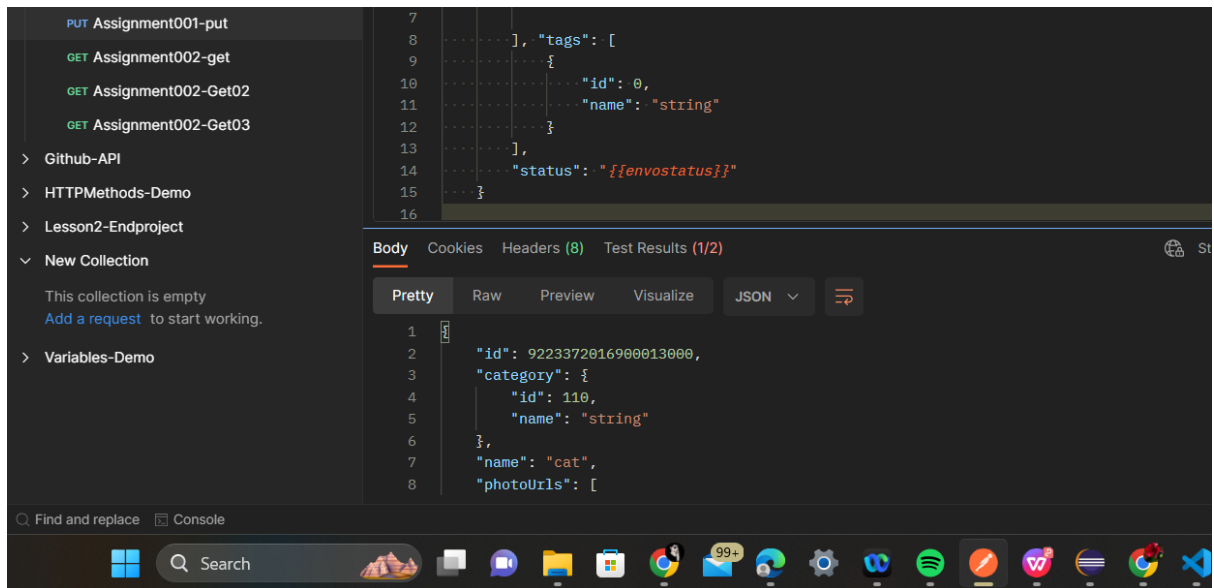 PUT Assignment001-put
GET Assignment002-get
GET Assignment002-Get02
GET Assignment002-Get03
Github-API
HTTPMethods-Demo
Lesson2-Endproject
New Collection
This collection is empty
Add a request to start working.
Variables-Demo
7
8 ], "tags": [
9 {
10 "id": 0,
11 "name": "string"
12 }
13 ],
14 "status": "{{envostatus}}"
15 }
16
Body Cookies Headers (8) Test Results (1/2) St
Pretty Raw Preview Visualize JSON
1 {
2 "id": 9223372016900013000,
3 "category": {
4 "id": 110,
5 "name": "string"
6 },
7 "name": "cat",
8 "photoUrls": [
Find and replace Console
Search 99+